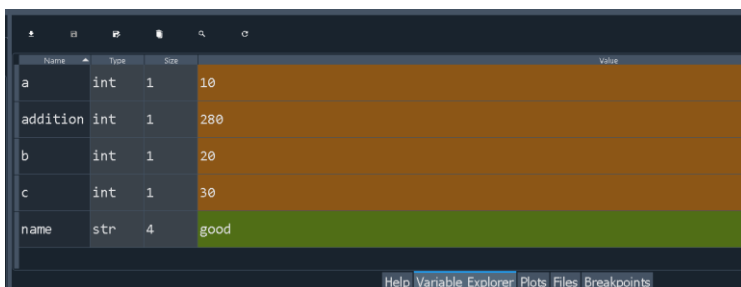 Name Type Size Value
a int 1 10
addition int 1 280
b int 1 20
c int 1 30
name str 4 good
Help Variable Explorer Plots Files Breakpoints